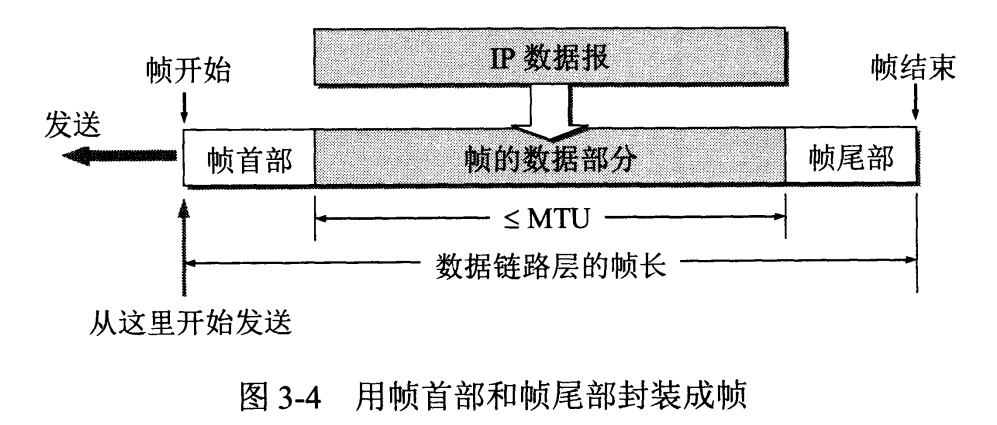 IP 数据报
帧开始
帧结束
发送
帧首部
帧的数据部分
帧尾部
≤ MTU
数据链路层的帧长
从这里开始发送
图 3-4 用帧首部和帧尾部封装成帧